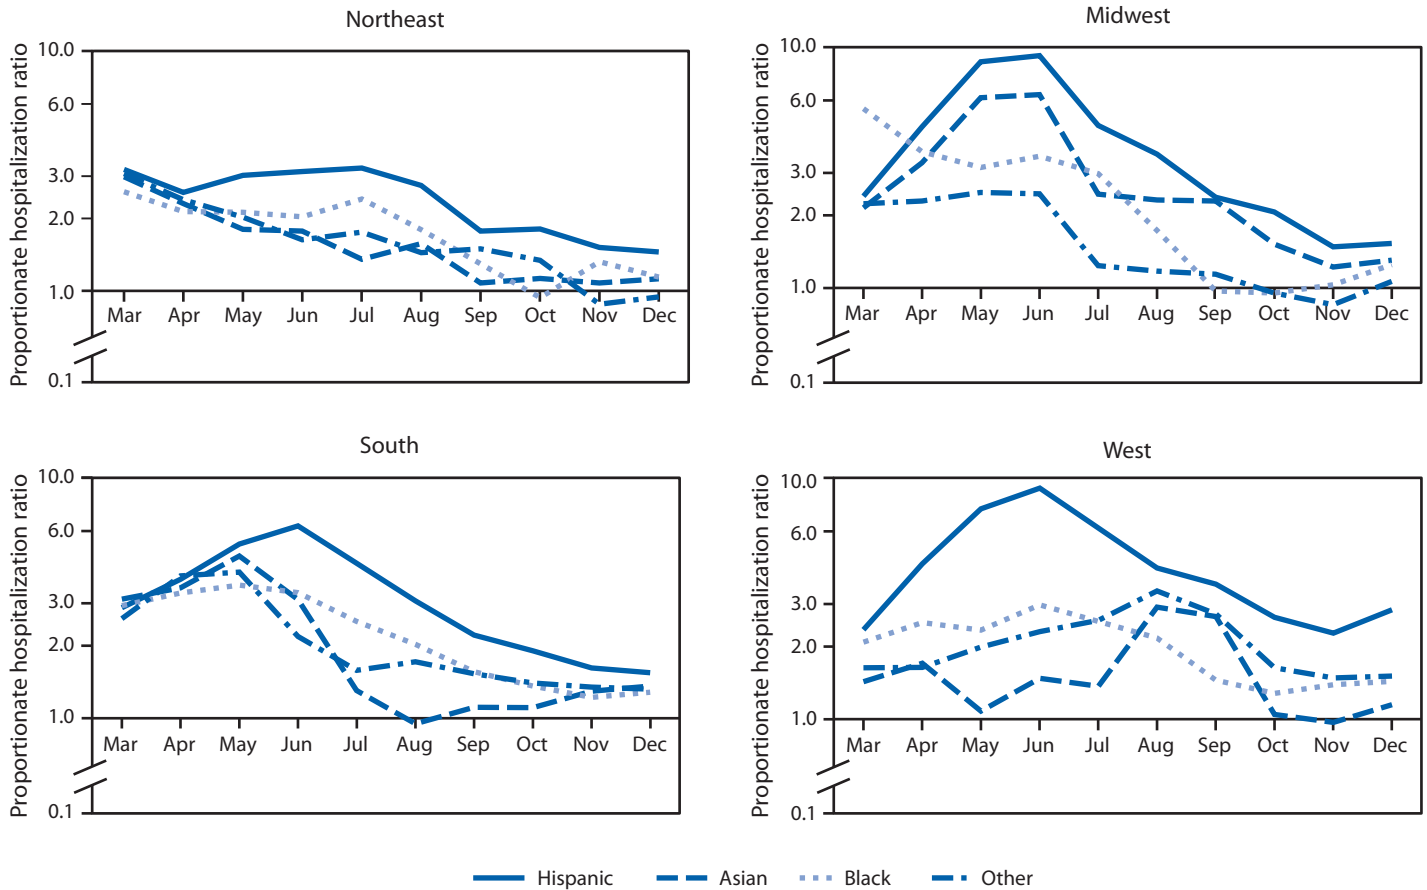 Northeast
Proportionate hospitalization ratio
10.0
6.0
3.0
2.0
1.0
0.1
Mar Apr May Jun Jul Aug Sep Oct Nov Dec
Midwest
Proportionate hospitalization ratio
10.0
6.0
3.0
2.0
1.0
0.1
Mar Apr May Jun Jul Aug Sep Oct Nov Dec
South
Proportionate hospitalization ratio
10.0
6.0
3.0
2.0
1.0
0.1
Mar Apr May Jun Jul Aug Sep Oct Nov Dec
West
Proportionate hospitalization ratio
10.0
6.0
3.0
2.0
1.0
0.1
Mar Apr May Jun Jul Aug Sep Oct Nov Dec
Hispanic Asian Black Other